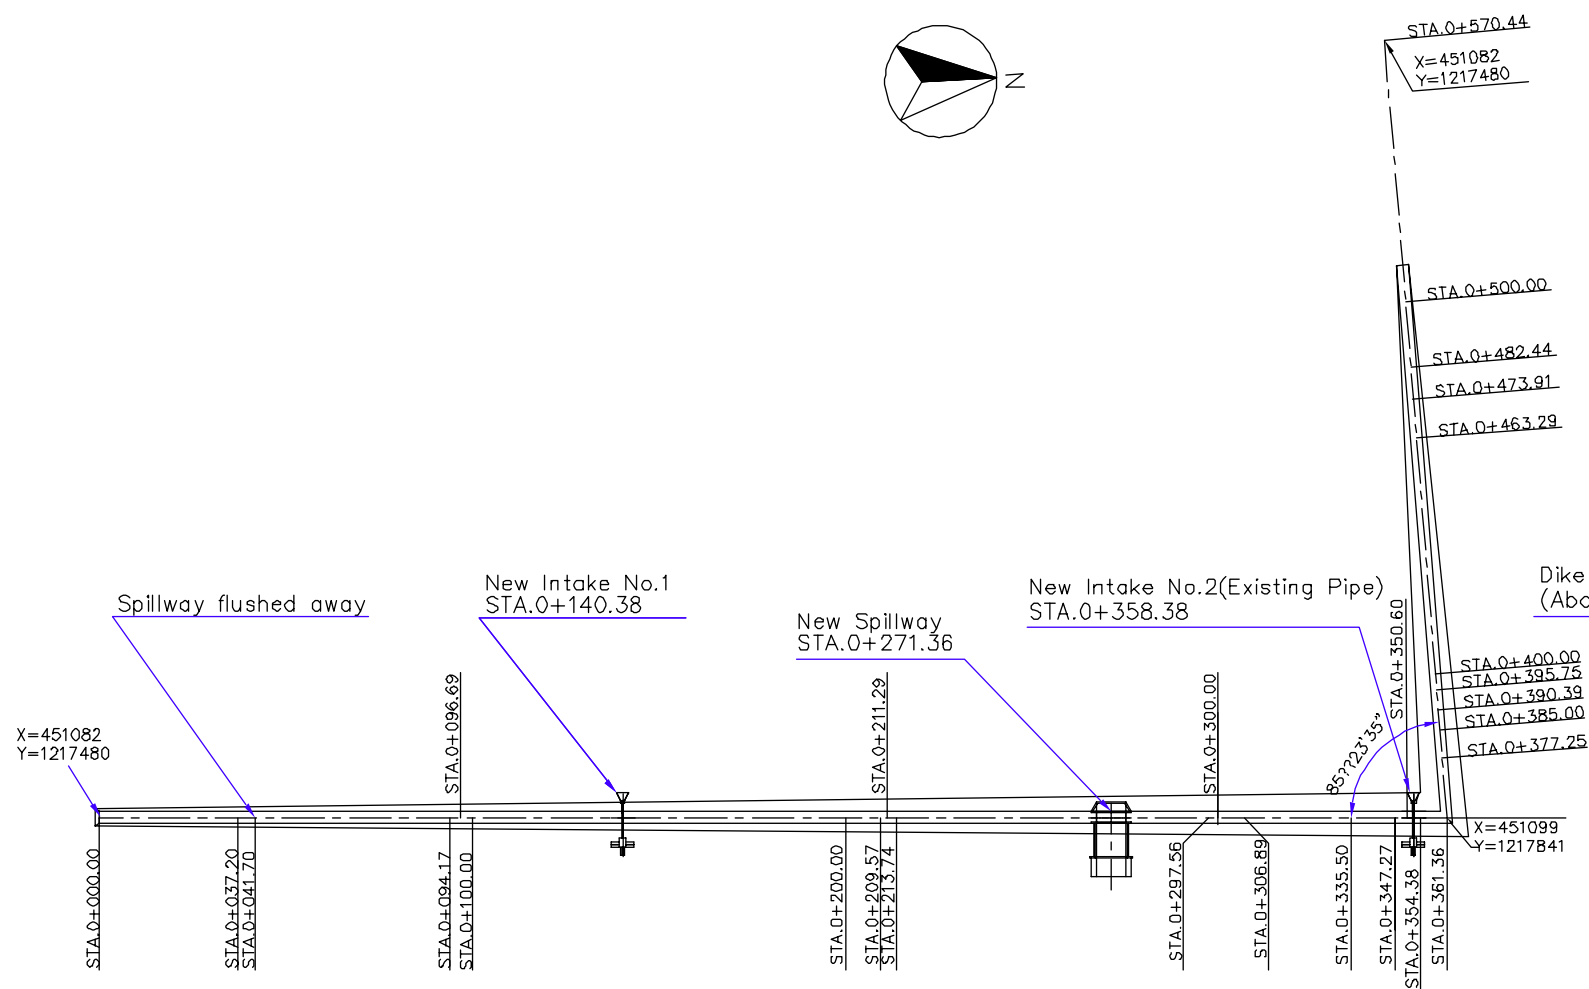 STA.0+570.44
X=451082
Y=1217480
N
STA.0+500.00
STA.0+482.44
STA.0+473.91
STA.0+463.29
Spillway flushed away
New Intake No.1
STA.0+140.38
New Spillway
STA.0+271.36
New Intake No.2(Existing Pipe)
STA.0+358.38
Dike
(Abo
STA.0+400.00
STA.0+395.75
STA.0+390.39
STA.0+385.00
STA.0+377.25
X=451082
Y=1217480
STA.0+096.69
STA.0+211.29
STA.0+300.00
STA.0+350.60
85??23'35"
X=451099
Y=1217841
STA.0+000.00
STA.0+037.20
STA.0+041.70
STA.0+094.17
STA.0+100.00
STA.0+200.00
STA.0+209.57
STA.0+213.74
STA.0+297.56
STA.0+306.89
STA.0+335.50
STA.0+347.27
STA.0+354.38
STA.0+361.36